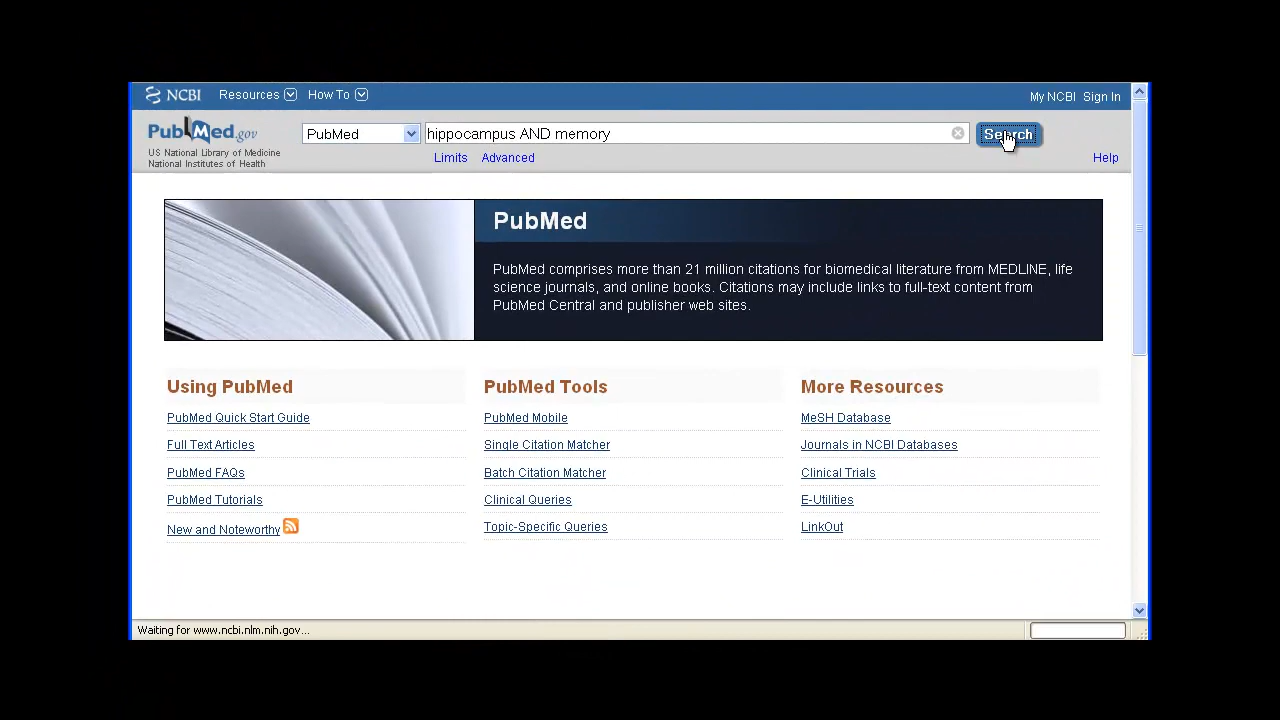 NCBI Resources How To My NCBI Sign In
PubMed.gov
US National Library of Medicine
National Institutes of Health
PubMed
hippocampus AND memory
Search
Limits Advanced
Help
PubMed
PubMed comprises more than 21 million citations for biomedical literature from MEDLINE, life
science journals, and online books. Citations may include links to full-text content from
PubMed Central and publisher web sites.
Using PubMed
PubMed Quick Start Guide
Full Text Articles
PubMed FAQs
PubMed Tutorials
New and Noteworthy
PubMed Tools
PubMed Mobile
Single Citation Matcher
Batch Citation Matcher
Clinical Queries
Topic-Specific Queries
More Resources
MeSH Database
Journals in NCBI Databases
Clinical Trials
E-Utilities
LinkOut
Waiting for www.ncbi.nlm.nih.gov...